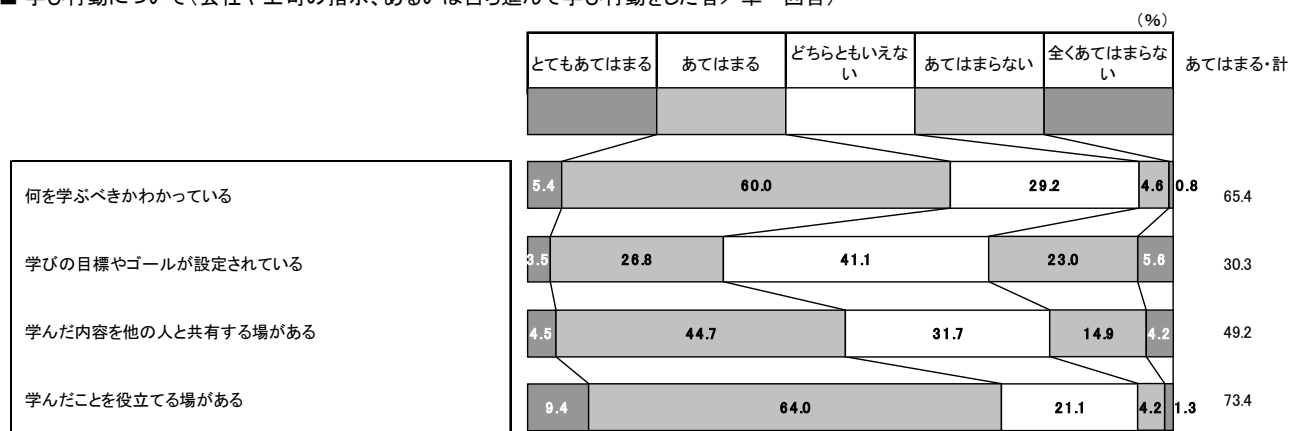 ■ 学び行動について（会社や上司の指示、あるいは自ら進んで学び行動をした者／単一回答）
（％）
とてもあてはまる あてはまる どちらともいえな あてはまらない 全くあてはまらな あてはまる・計
い い
何を学ぶべきかわかっている 5.4 60.0 29.2 4.6 0.8 65.4
学びの目標やゴールが設定されている 3.5 26.8 41.1 23.0 5.6 30.3
学んだ内容を他の人と共有する場がある 4.5 44.7 31.7 14.9 4.2 49.2
学んだことを役立てる場がある 9.4 64.0 21.1 4.2 1.3 73.4